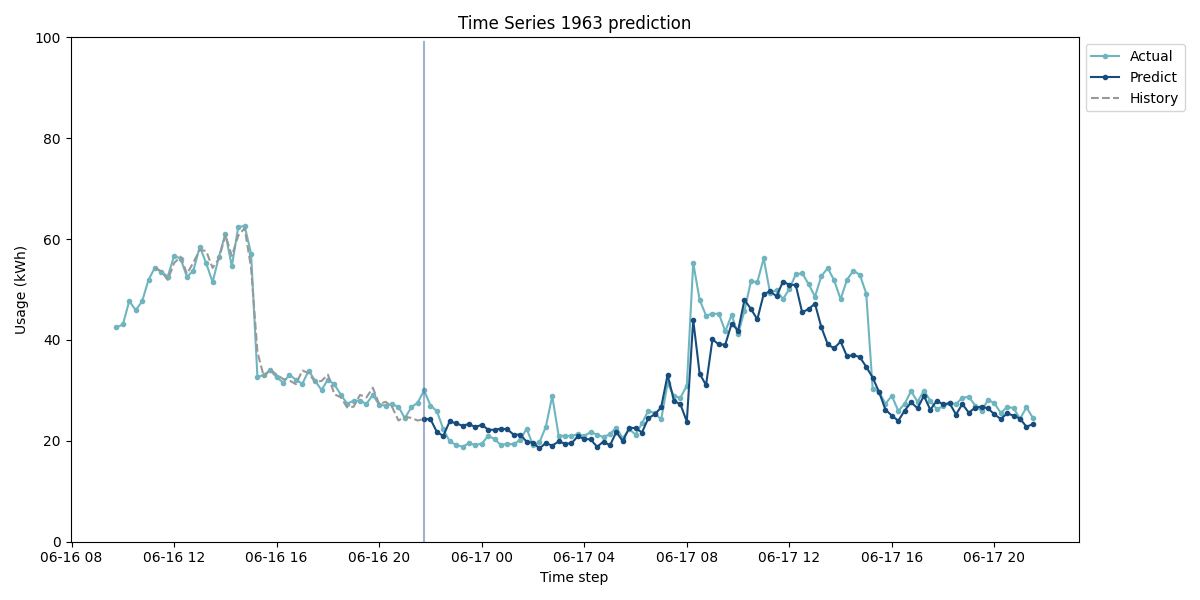 Time Series 1963 prediction
100
80
60
40
20
0
Usage (kWh)
06-16 08 06-16 12 06-16 16 06-16 20 06-17 00 06-17 04 06-17 08 06-17 12 06-17 16 06-17 20
Time step
Actual
Predict
History